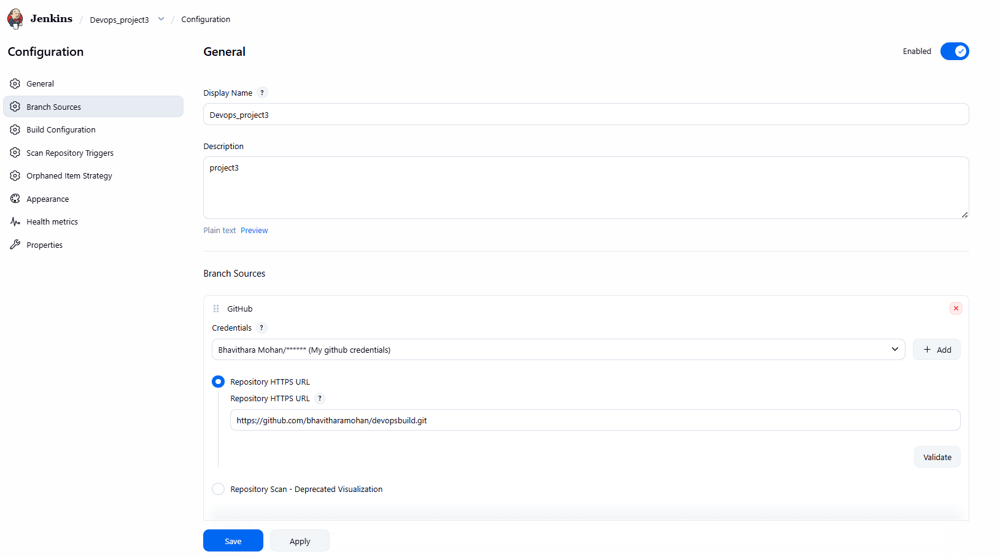 Jenkins / Devops_project3 / Configuration
Configuration
General
Branch Sources
Build Configuration
Scan Repository Triggers
Orphaned Item Strategy
Appearance
Health metrics
Properties
General
Enabled
Display Name ?
Devops_project3
Description
project3
Plain text Preview
Branch Sources
GitHub
Credentials ?
Bhavithara Mohan/****** (My github credentials)
+ Add
Repository HTTPS URL
Repository HTTPS URL ?
https://github.com/bhavitharamohan/devopsbuild.git
Validate
Repository Scan - Deprecated Visualization
Save
Apply